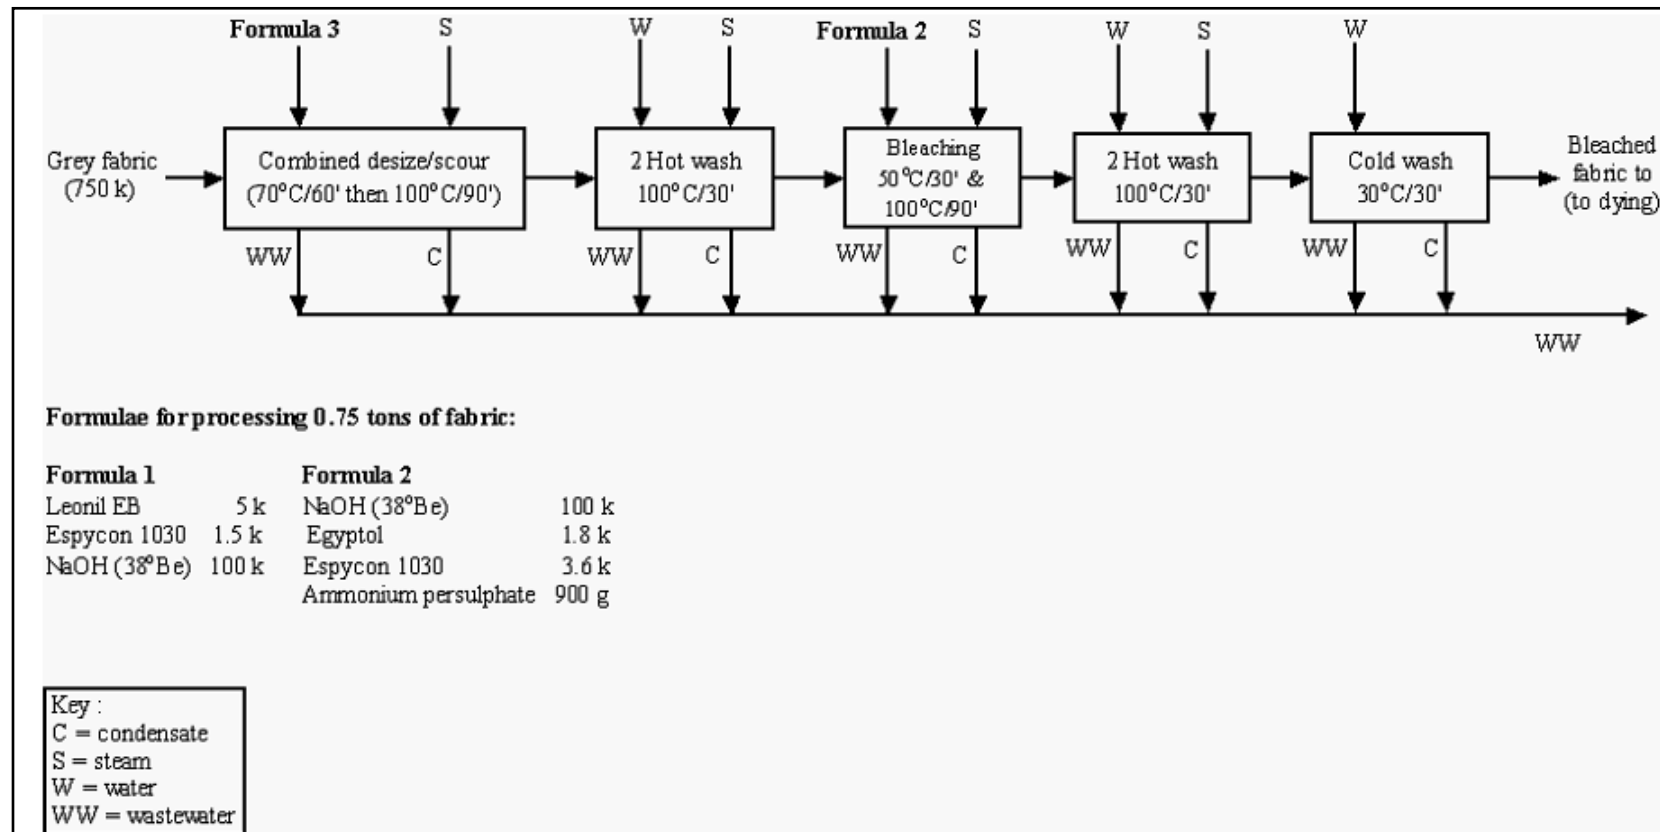 Formula 3
S
W
S
Formula 2
S
W
S
W
Grey fabric
(750 k)
Combined desize/scour
(70°C/60' then 100°C/90')
2 Hot wash
100°C/30'
Bleaching
50°C/30' &
100°C/90'
2 Hot wash
100°C/30'
Cold wash
30°C/30'
Bleached
fabric to
(to dying)
WW
C
WW
C
WW
C
WW
C
WW
C
WW
Formulae for processing 0.75 tons of fabric:
Formula 1
Leonil EB 5 k
Espycon 1030 1.5 k
NaOH (38°Be) 100 k
Formula 2
NaOH (38°Be) 100 k
Egyptol 1.8 k
Espycon 1030 3.6 k
Ammonium persulphate 900 g
Key :
C = condensate
S = steam
W = water
WW = wastewater